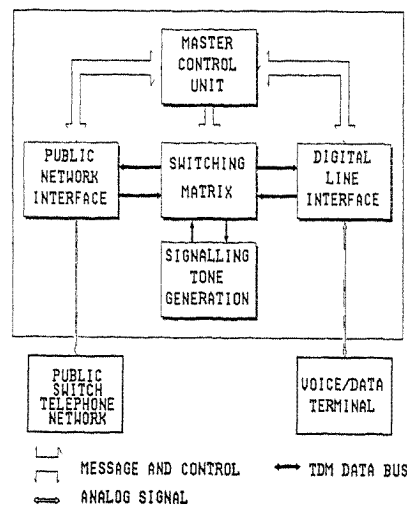 MASTER
CONTROL
UNIT
PUBLIC
NETWORK
INTERFACE
SWITCHING
MATRIX
DIGITAL
LINE
INTERFACE
SIGNALLING
TONE
GENERATION
PUBLIC
SWITCH
TELEPHONE
NETWORK
VOICE/DATA
TERMINAL
MESSAGE AND CONTROL
TDM DATA BUS
ANALOG SIGNAL